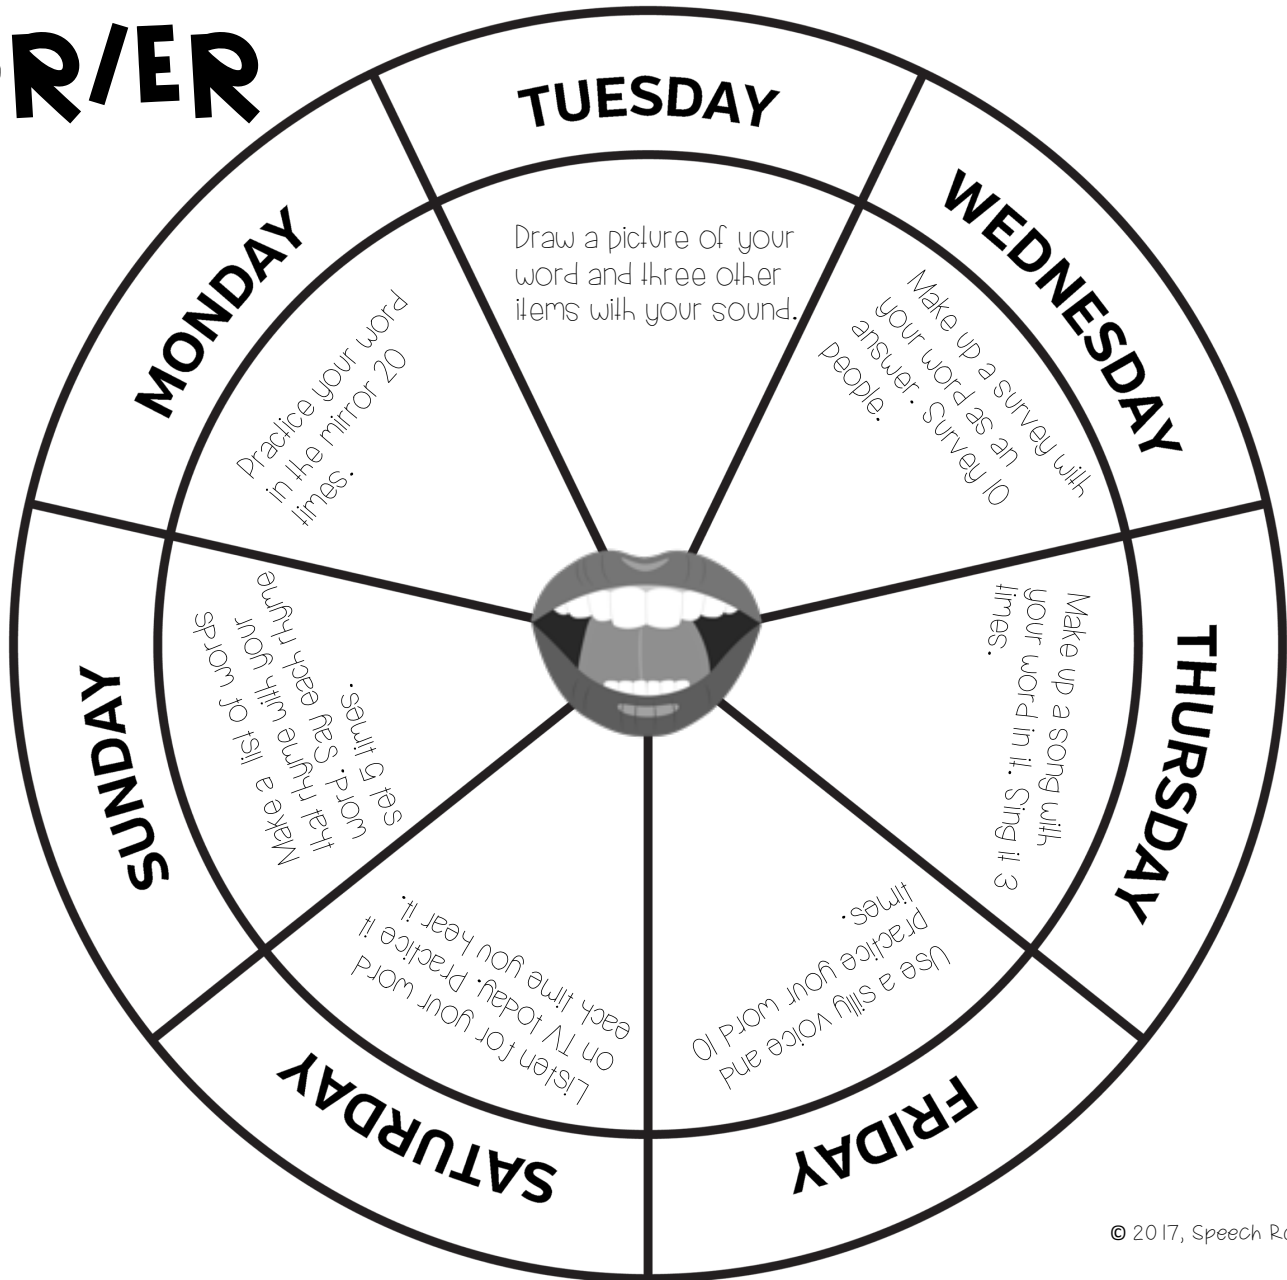 R/ER
MONDAY
Practice your word
in the mirror 20
times.
TUESDAY
Draw a picture of your
word and three other
items with your sound.
WEDNESDAY
Make up a survey with
your word as an
answer. Survey 10
people.
THURSDAY
Make up a song with
your word in it. Sing it 3
times.
FRIDAY
Use a silly voice and
practice your word 10
times.
SATURDAY
Listen for your word
on TV today. Practice it
each time you hear it.
SUNDAY
Make a list of words
that rhyme with your
word. Say each rhyme
set 5 times.
© 2017, Speech